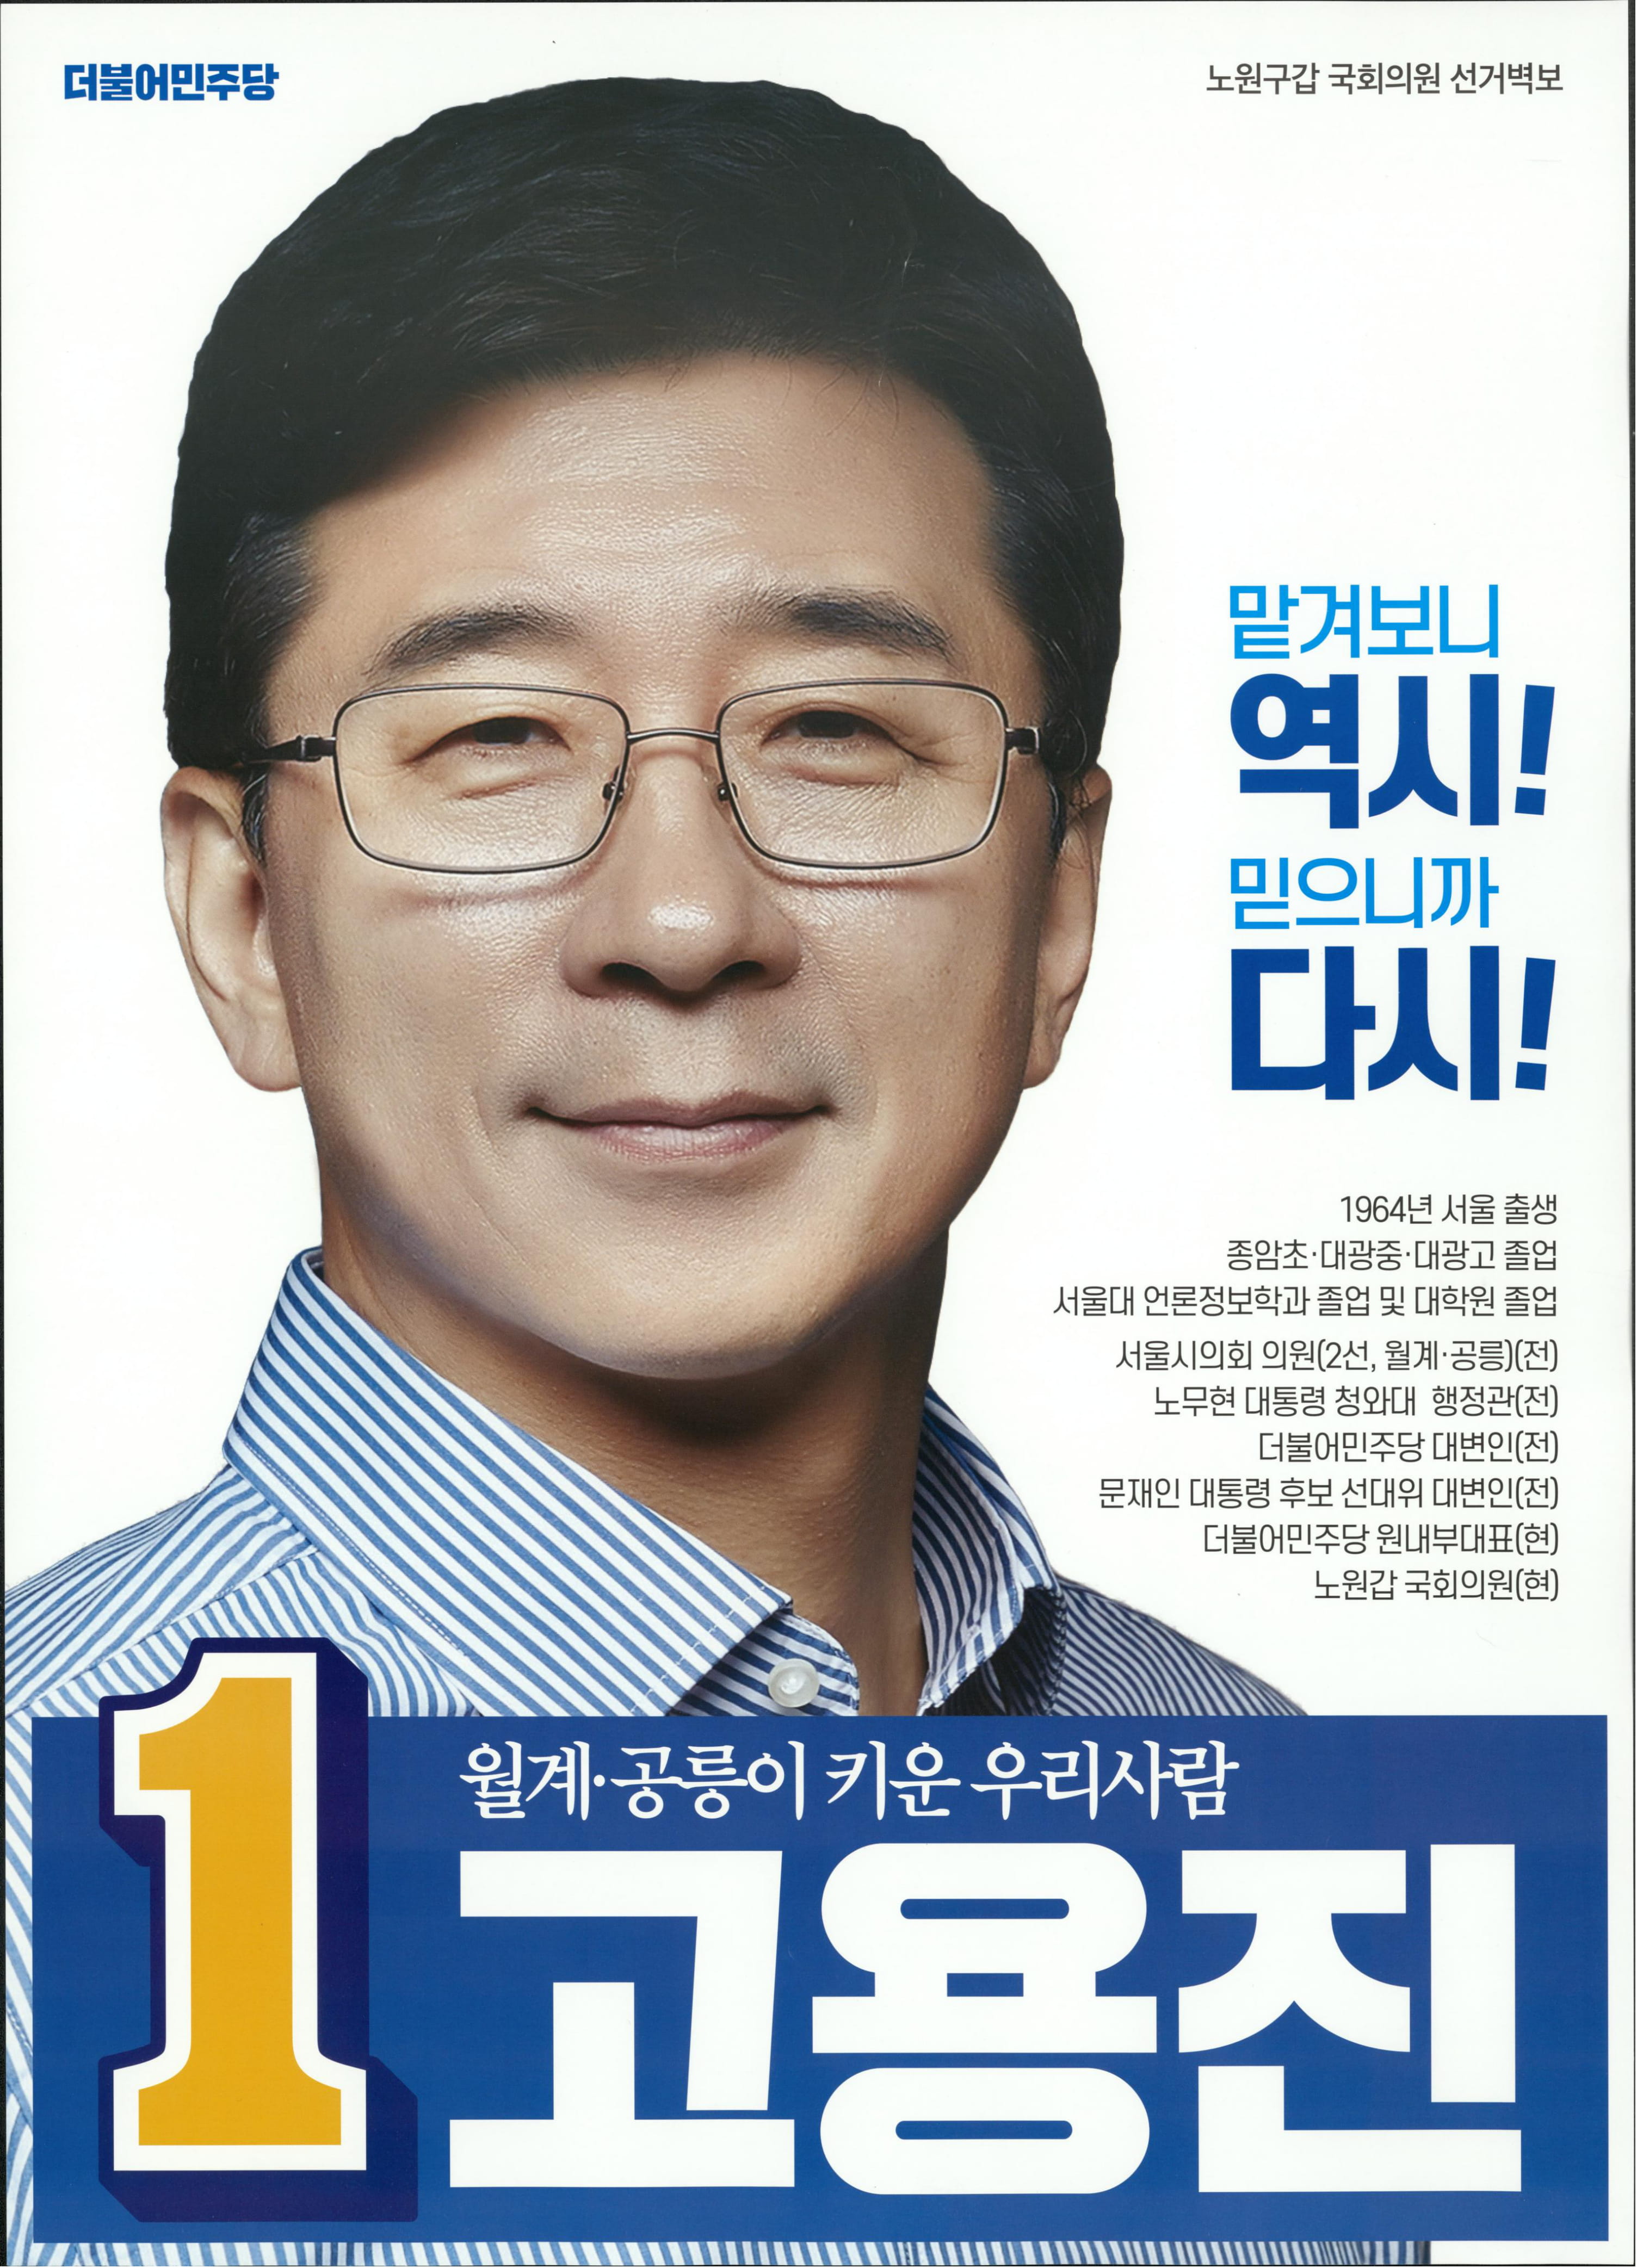 더불어민주당
노원구갑 국회의원 선거벽보
맡겨보니
역시!
믿으니까
다시!
1964년 서울 출생
종암초·대광중·대광고 졸업
서울대 언론정보학과 졸업 및 대학원 졸업
서울시의회 의원(2선, 월계·공릉)(전)
노무현 대통령 청와대 행정관(전)
더불어민주당 대변인(전)
문재인 대통령 후보 선대위 대변인(전)
더불어민주당 원내부대표(현)
노원갑 국회의원(현)
1
월계·공릉이 키운 우리사람
고용진